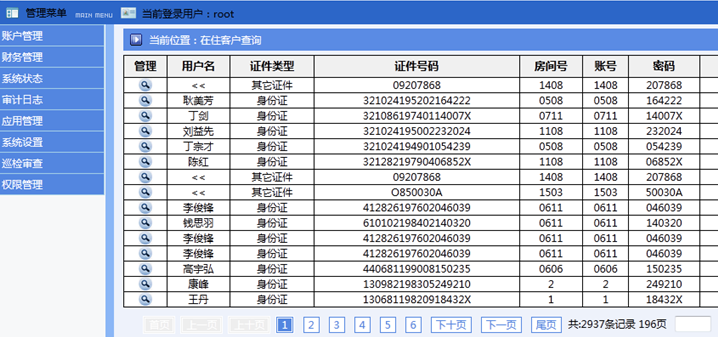 管理菜单 MAIN MENU 当前登录用户：root
账户管理
财务管理
系统状态
审计日志
应用管理
系统设置
巡检审查
权限管理
当前位置：在住客户查询
管理 用户名 证件类型 证件号码 房间号 账号 密码
<< 其它证件 09207868 1408 1408 207868
耿美芳 身份证 321024195202164222 0508 0508 164222
丁剑 身份证 32108619740114007X 0711 0711 14007X
刘益先 身份证 321024195002232024 1108 1108 232024
丁宗才 身份证 321024194901054239 0508 0508 054239
陈红 身份证 32128219790406852X 1108 1108 06852X
<< 其它证件 09207868 1408 1408 207868
<< 其它证件 O850030A 1503 1503 50030A
李俊锋 身份证 412826197602046039 0611 0611 046039
钱思羽 身份证 610102198402140320 0611 0611 140320
李俊锋 身份证 412826197602046039 0611 0611 046039
李俊锋 身份证 412826197602046039 0611 0611 046039
高宇弘 身份证 440681199008150235 0606 0606 150235
康峰 身份证 130982198305249210 2 2 249210
王丹 身份证 13068119820918432X 1 1 18432X
首页 上一页 上十页 1 2 3 4 5 6 下十页 下一页 尾页 共:2937条记录 196页